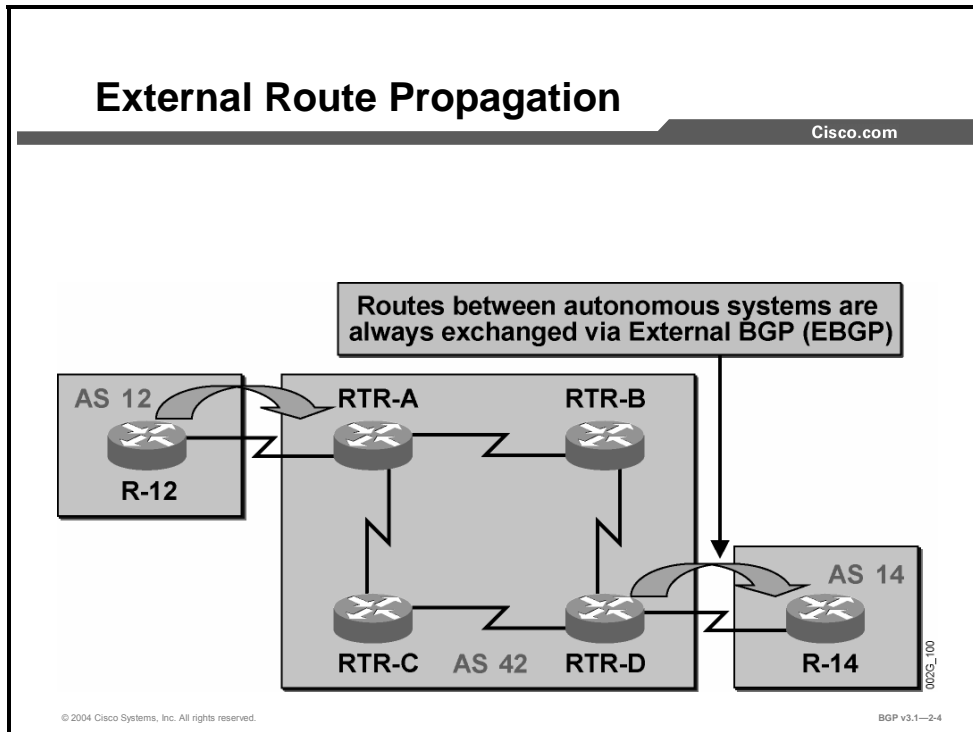 External Route Propagation
Cisco.com
Routes between autonomous systems are
always exchanged via External BGP (EBGP)
AS 12
RTR-A
RTR-B
R-12
AS 14
RTR-C
AS 42
RTR-D
R-14
002G_100
© 2004 Cisco Systems, Inc. All rights reserved.
BGP v3.1—2-4